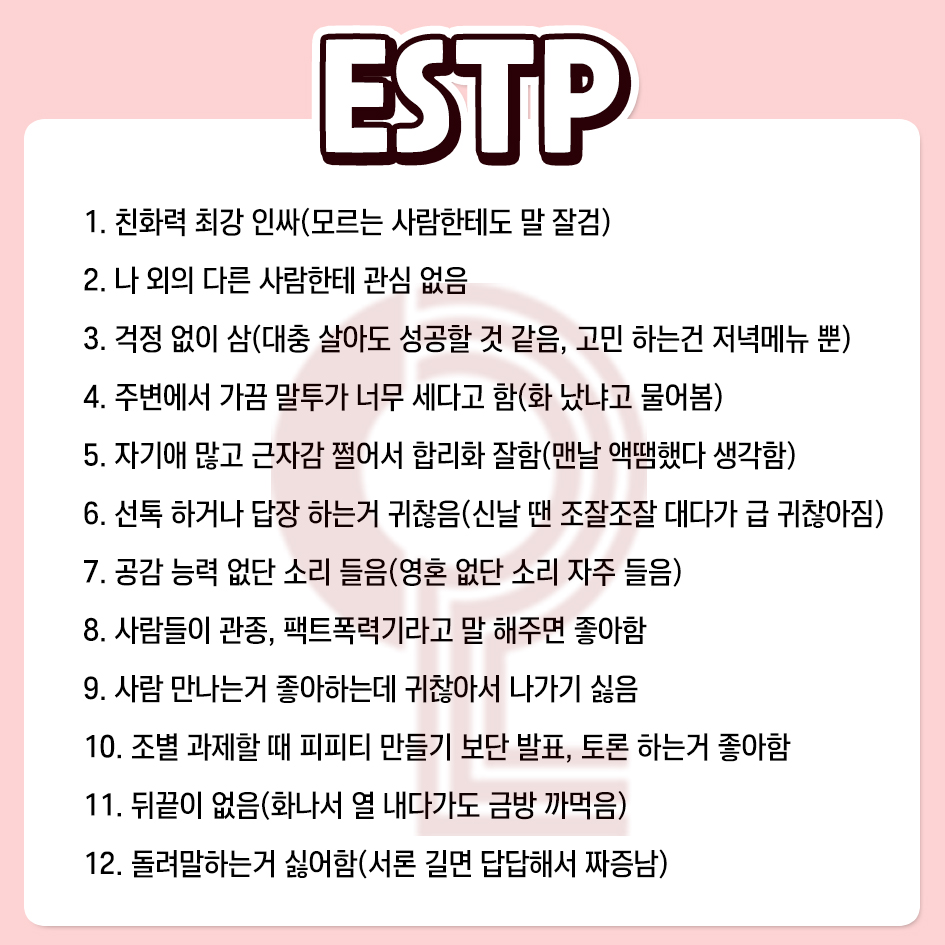 ESTP
1. 친화력 최강 인싸(모르는 사람한테도 말 잘검)
2. 나 외의 다른 사람한테 관심 없음
3. 걱정 없이 삼(대충 살아도 성공할 것 같음, 고민 하는건 저녁메뉴 뿐)
4. 주변에서 가끔 말투가 너무 세다고 함(화 났냐고 물어봄)
5. 자기애 많고 근자감 쩔어서 합리화 잘함(맨날 액땜했다 생각함)
6. 선톡 하거나 답장 하는거 귀찮음(신날 땐 조잘조잘 대다가 급 귀찮아짐)
7. 공감 능력 없단 소리 들음(영혼 없단 소리 자주 들음)
8. 사람들이 관종, 팩트폭력기라고 말 해주면 좋아함
9. 사람 만나는거 좋아하는데 귀찮아서 나가기 싫음
10. 조별 과제할 때 피피티 만들기 보단 발표, 토론 하는거 좋아함
11. 뒤끝이 없음(화나서 열 내다가도 금방 까먹음)
12. 돌려말하는거 싫어함(서론 길면 답답해서 짜증남)